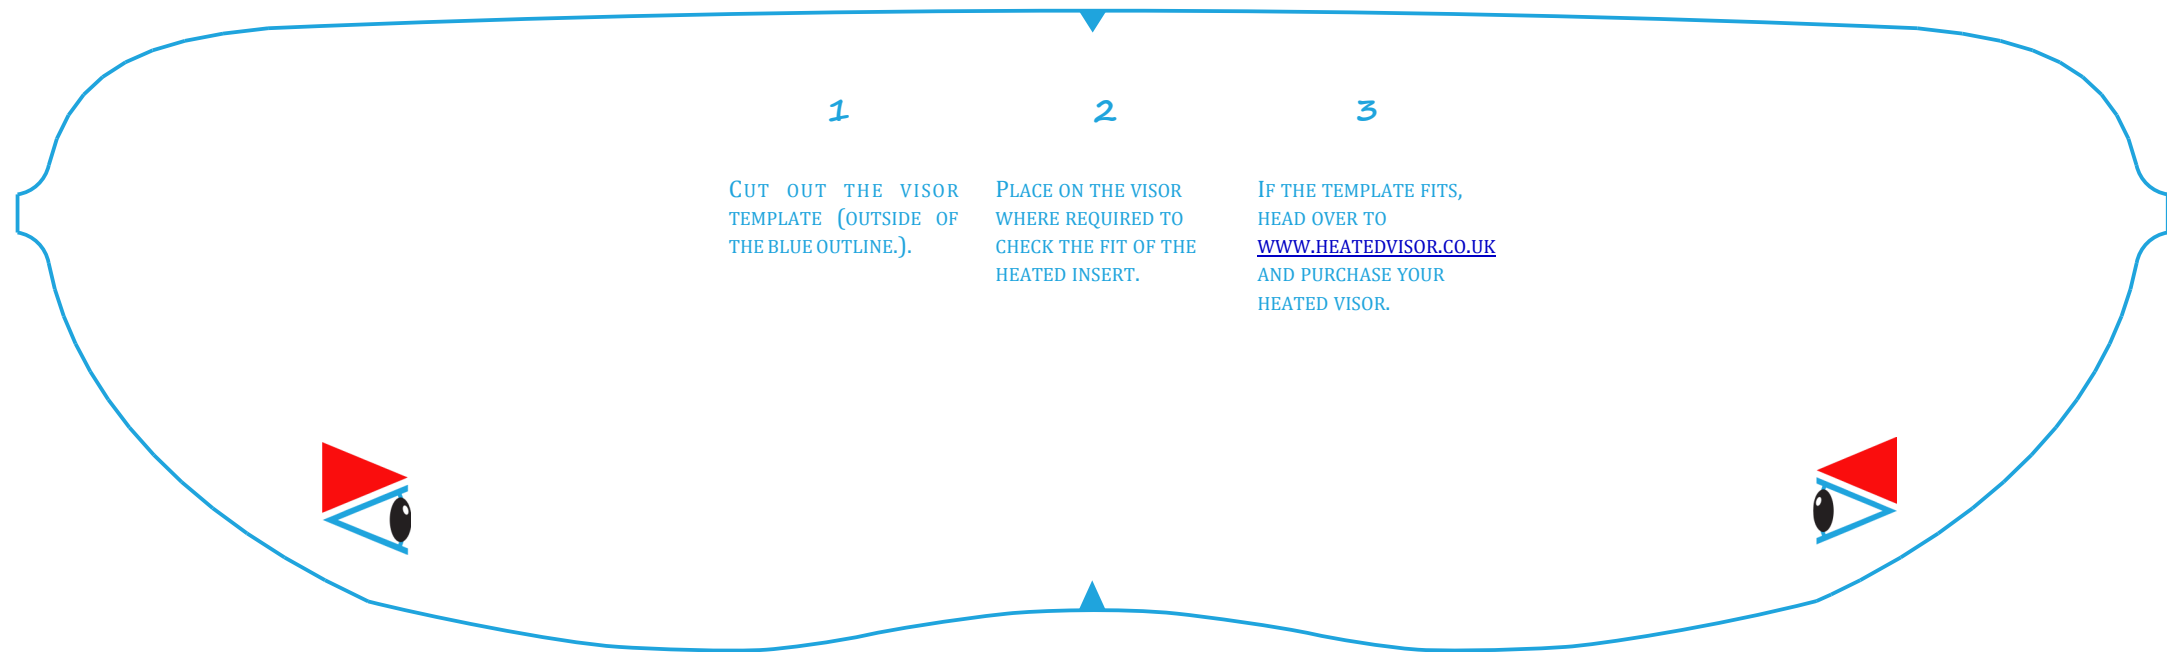 1
CUT OUT THE VISOR
TEMPLATE (OUTSIDE OF
THE BLUE OUTLINE.).
2
PLACE ON THE VISOR
WHERE REQUIRED TO
CHECK THE FIT OF THE
HEATED INSERT.
3
IF THE TEMPLATE FITS,
HEAD OVER TO
WWW.HEATEDVISOR.CO.UK
AND PURCHASE YOUR
HEATED VISOR.